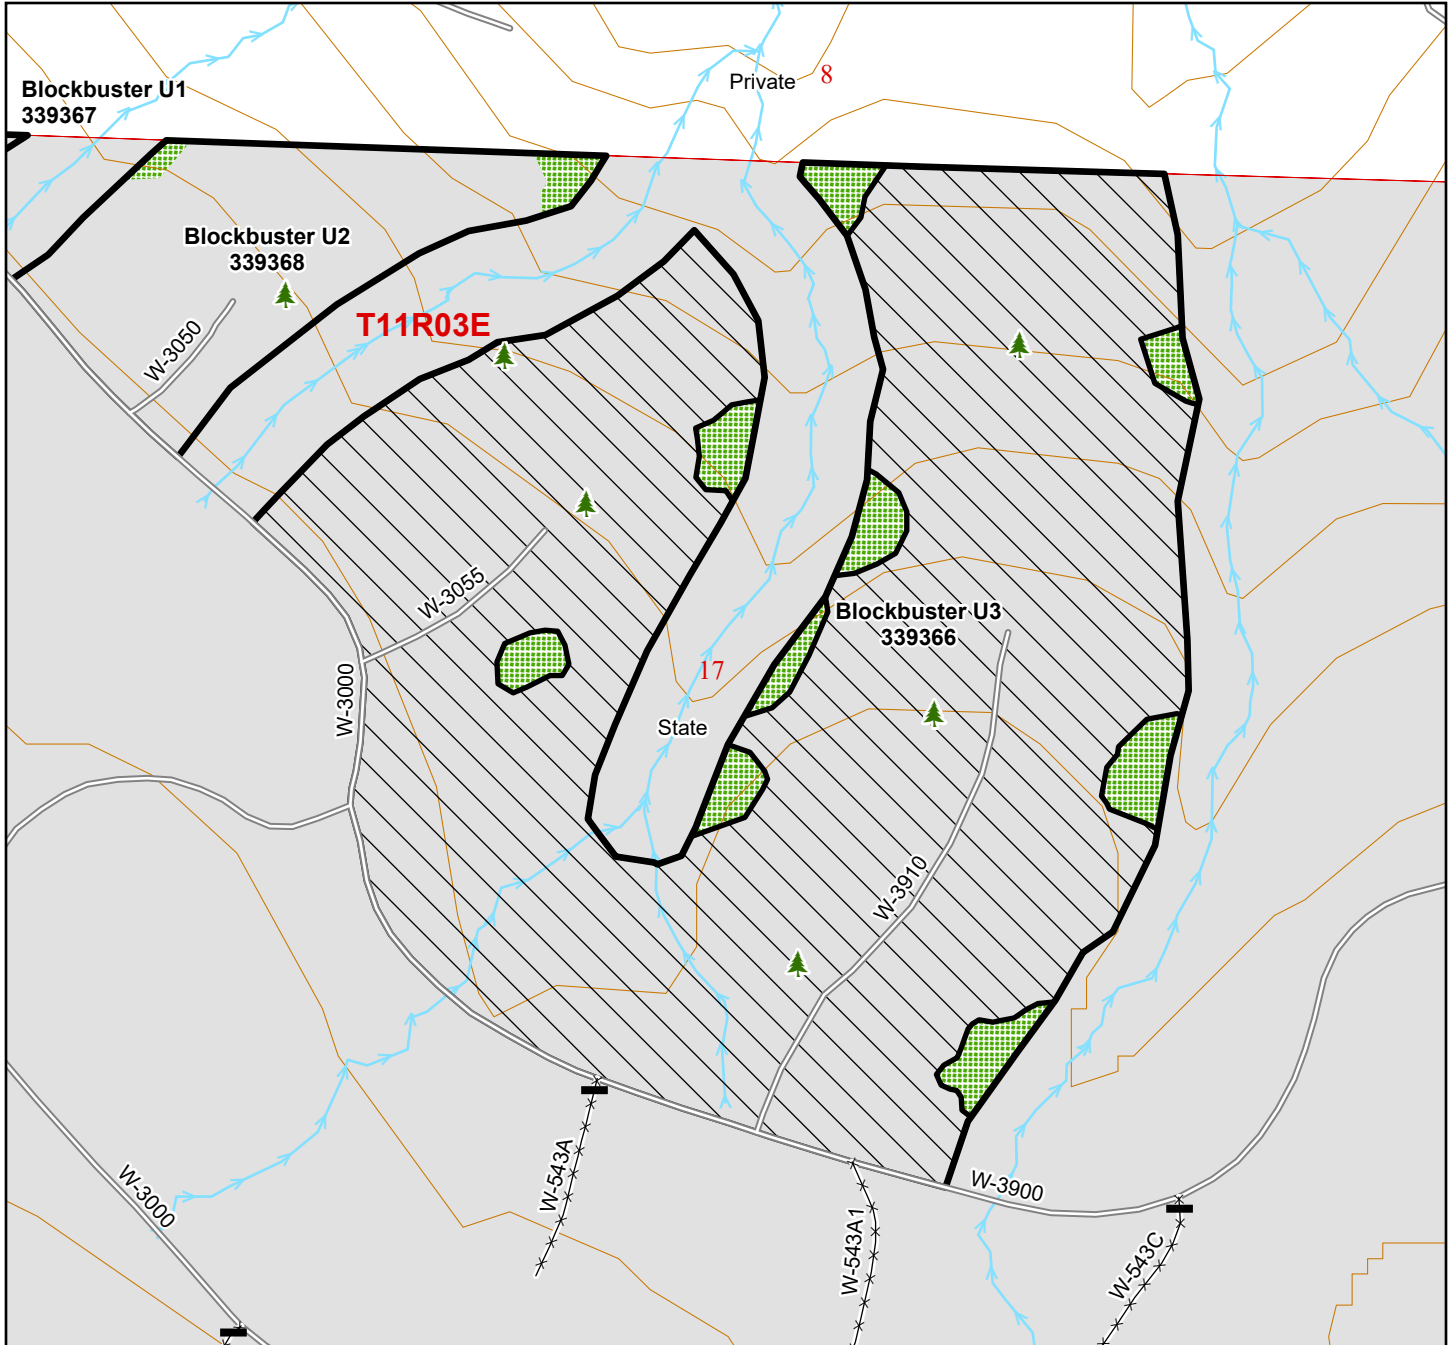 Private
8
Blockbuster U1
339367
Blockbuster U2
339368
T11R03E
W-3050
W-3055
Blockbuster U3
339366
W-3000
17
State
W-3910
W-543A
W-3000
W-3900
W-543A1
W-543C